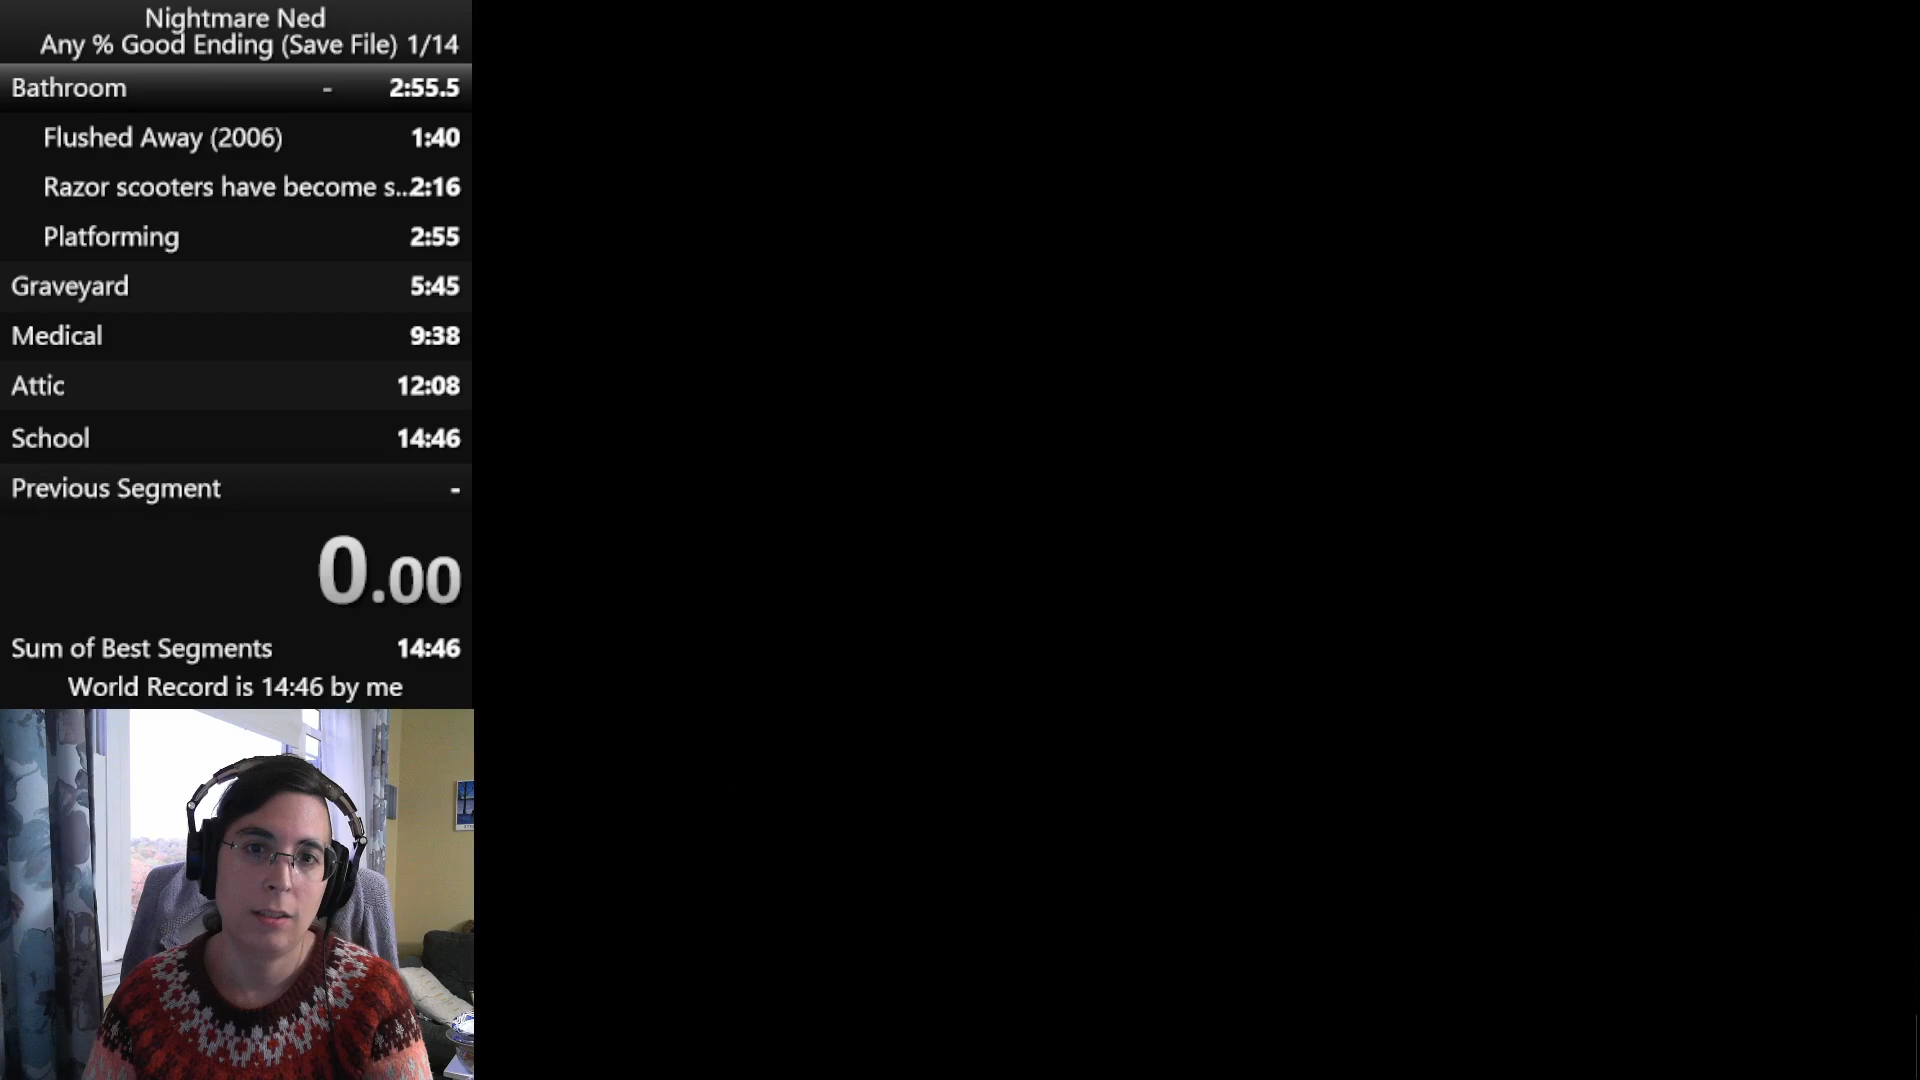 Nightmare Ned
Any % Good Ending (Save File) 1/14
Bathroom - 2:55.5
Flushed Away (2006) 1:40
Razor scooters have become s.. 2:16
Platforming 2:55
Graveyard 5:45
Medical 9:38
Attic 12:08
School 14:46
Previous Segment -
0.00
Sum of Best Segments 14:46
World Record is 14:46 by me